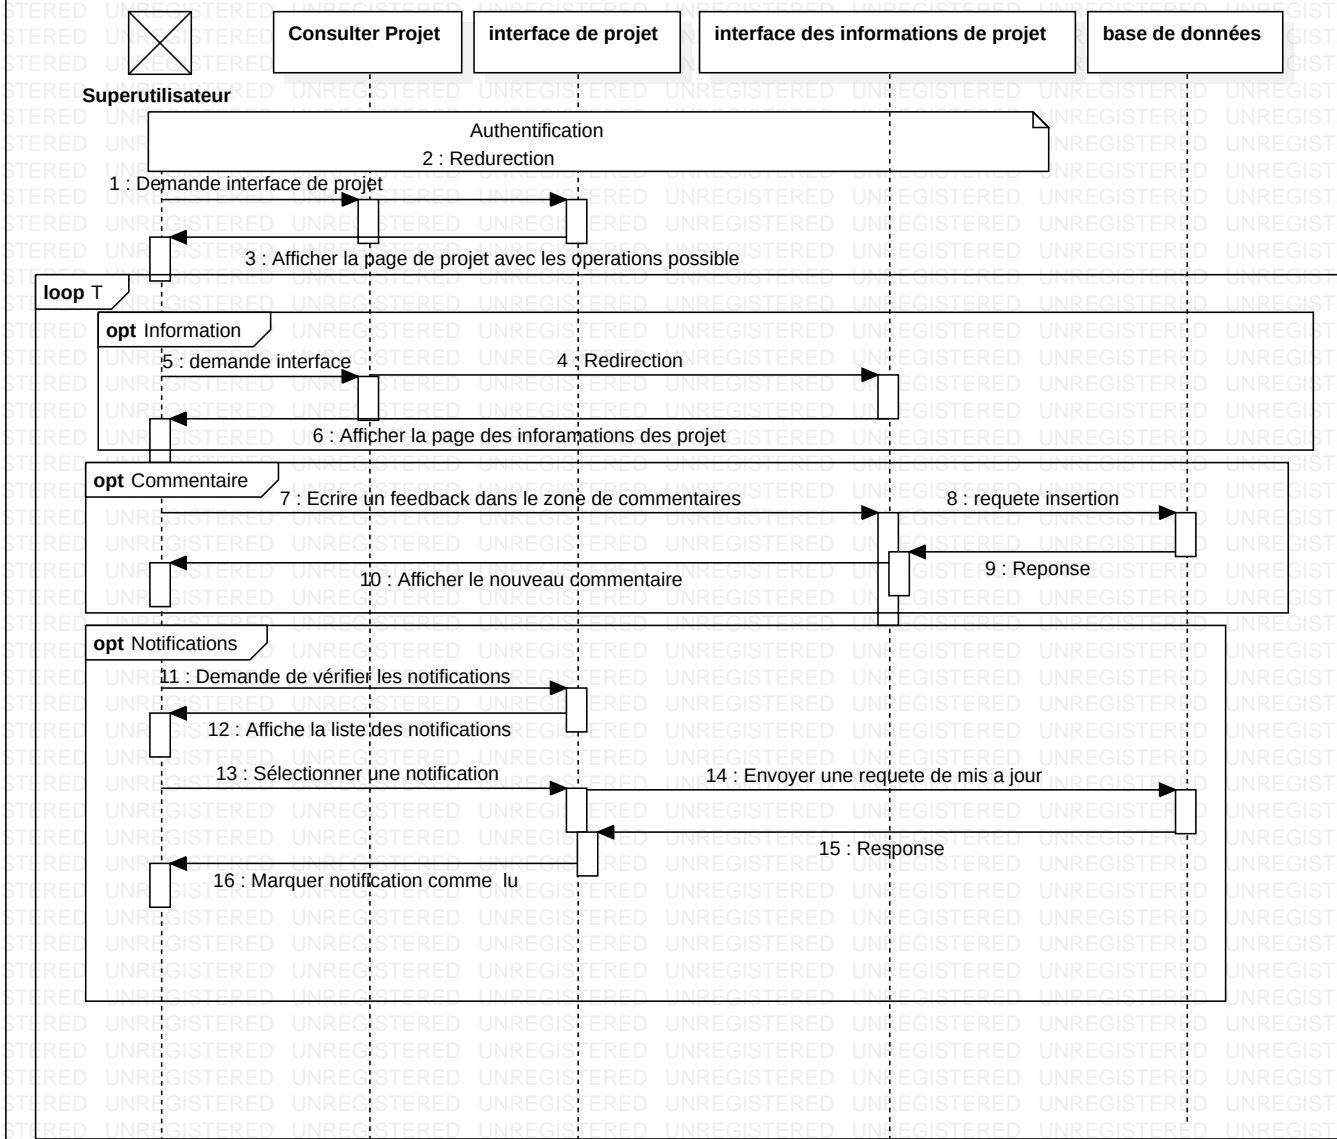 Consulter Projet
interface de projet
interface des informations de projet
base de données
Superutilisateur
Authentification
2 : Redurection
1 : Demande interface de projet
3 : Afficher la page de projet avec les operations possible
loop T
opt Information
5 : demande interface
4 : Redirection
6 : Afficher la page des inforamations des projet
opt Commentaire
7 : Ecrire un feedback dans le zone de commentaires
8 : requete insertion
9 : Reponse
10 : Afficher le nouveau commentaire
opt Notifications
11 : Demande de vérifier les notifications
12 : Affiche la liste des notifications
13 : Sélectionner une notification
14 : Envoyer une requete de mis a jour
15 : Response
16 : Marquer notification comme  lu
UNREGISTERED